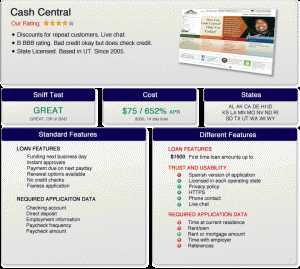 Cash Central
Our Rating
• Discounts for repeat customers. Live chat.
• B BBB rating. Bad credit okay but does check credit.
• State Licensed. Based in UT. Since 2005.
Sniff Test
GREAT
GREAT, OK or BAD
Cost
$75 / 652% APR
$300, 14 day loan
States
AL AK CA DE HI ID
KS LA MN MO NV ND RI
SD TX UT WA WI WY
Standard Features
LOAN FEATURES
Funding next business day
Instant approvals
Payment due on next payday
Renewal options available
No credit checks
Faxless application
REQUIRED APPLICATON DATA
Checking account
Direct deposit
Employment information
Paycheck frequency
Paycheck amount
Different Features
LOAN FEATURES
$1500 First time loan amounts up to
TRUST AND USABILITY
Spanish version of application
Licensed in each operating state
Privacy policy
HTTPS
Phone contact
Live chat
REQUIRED APPLICATION DATA
Time at current residence
Rent/own
Rent or mortgage amount
Time with employer
References